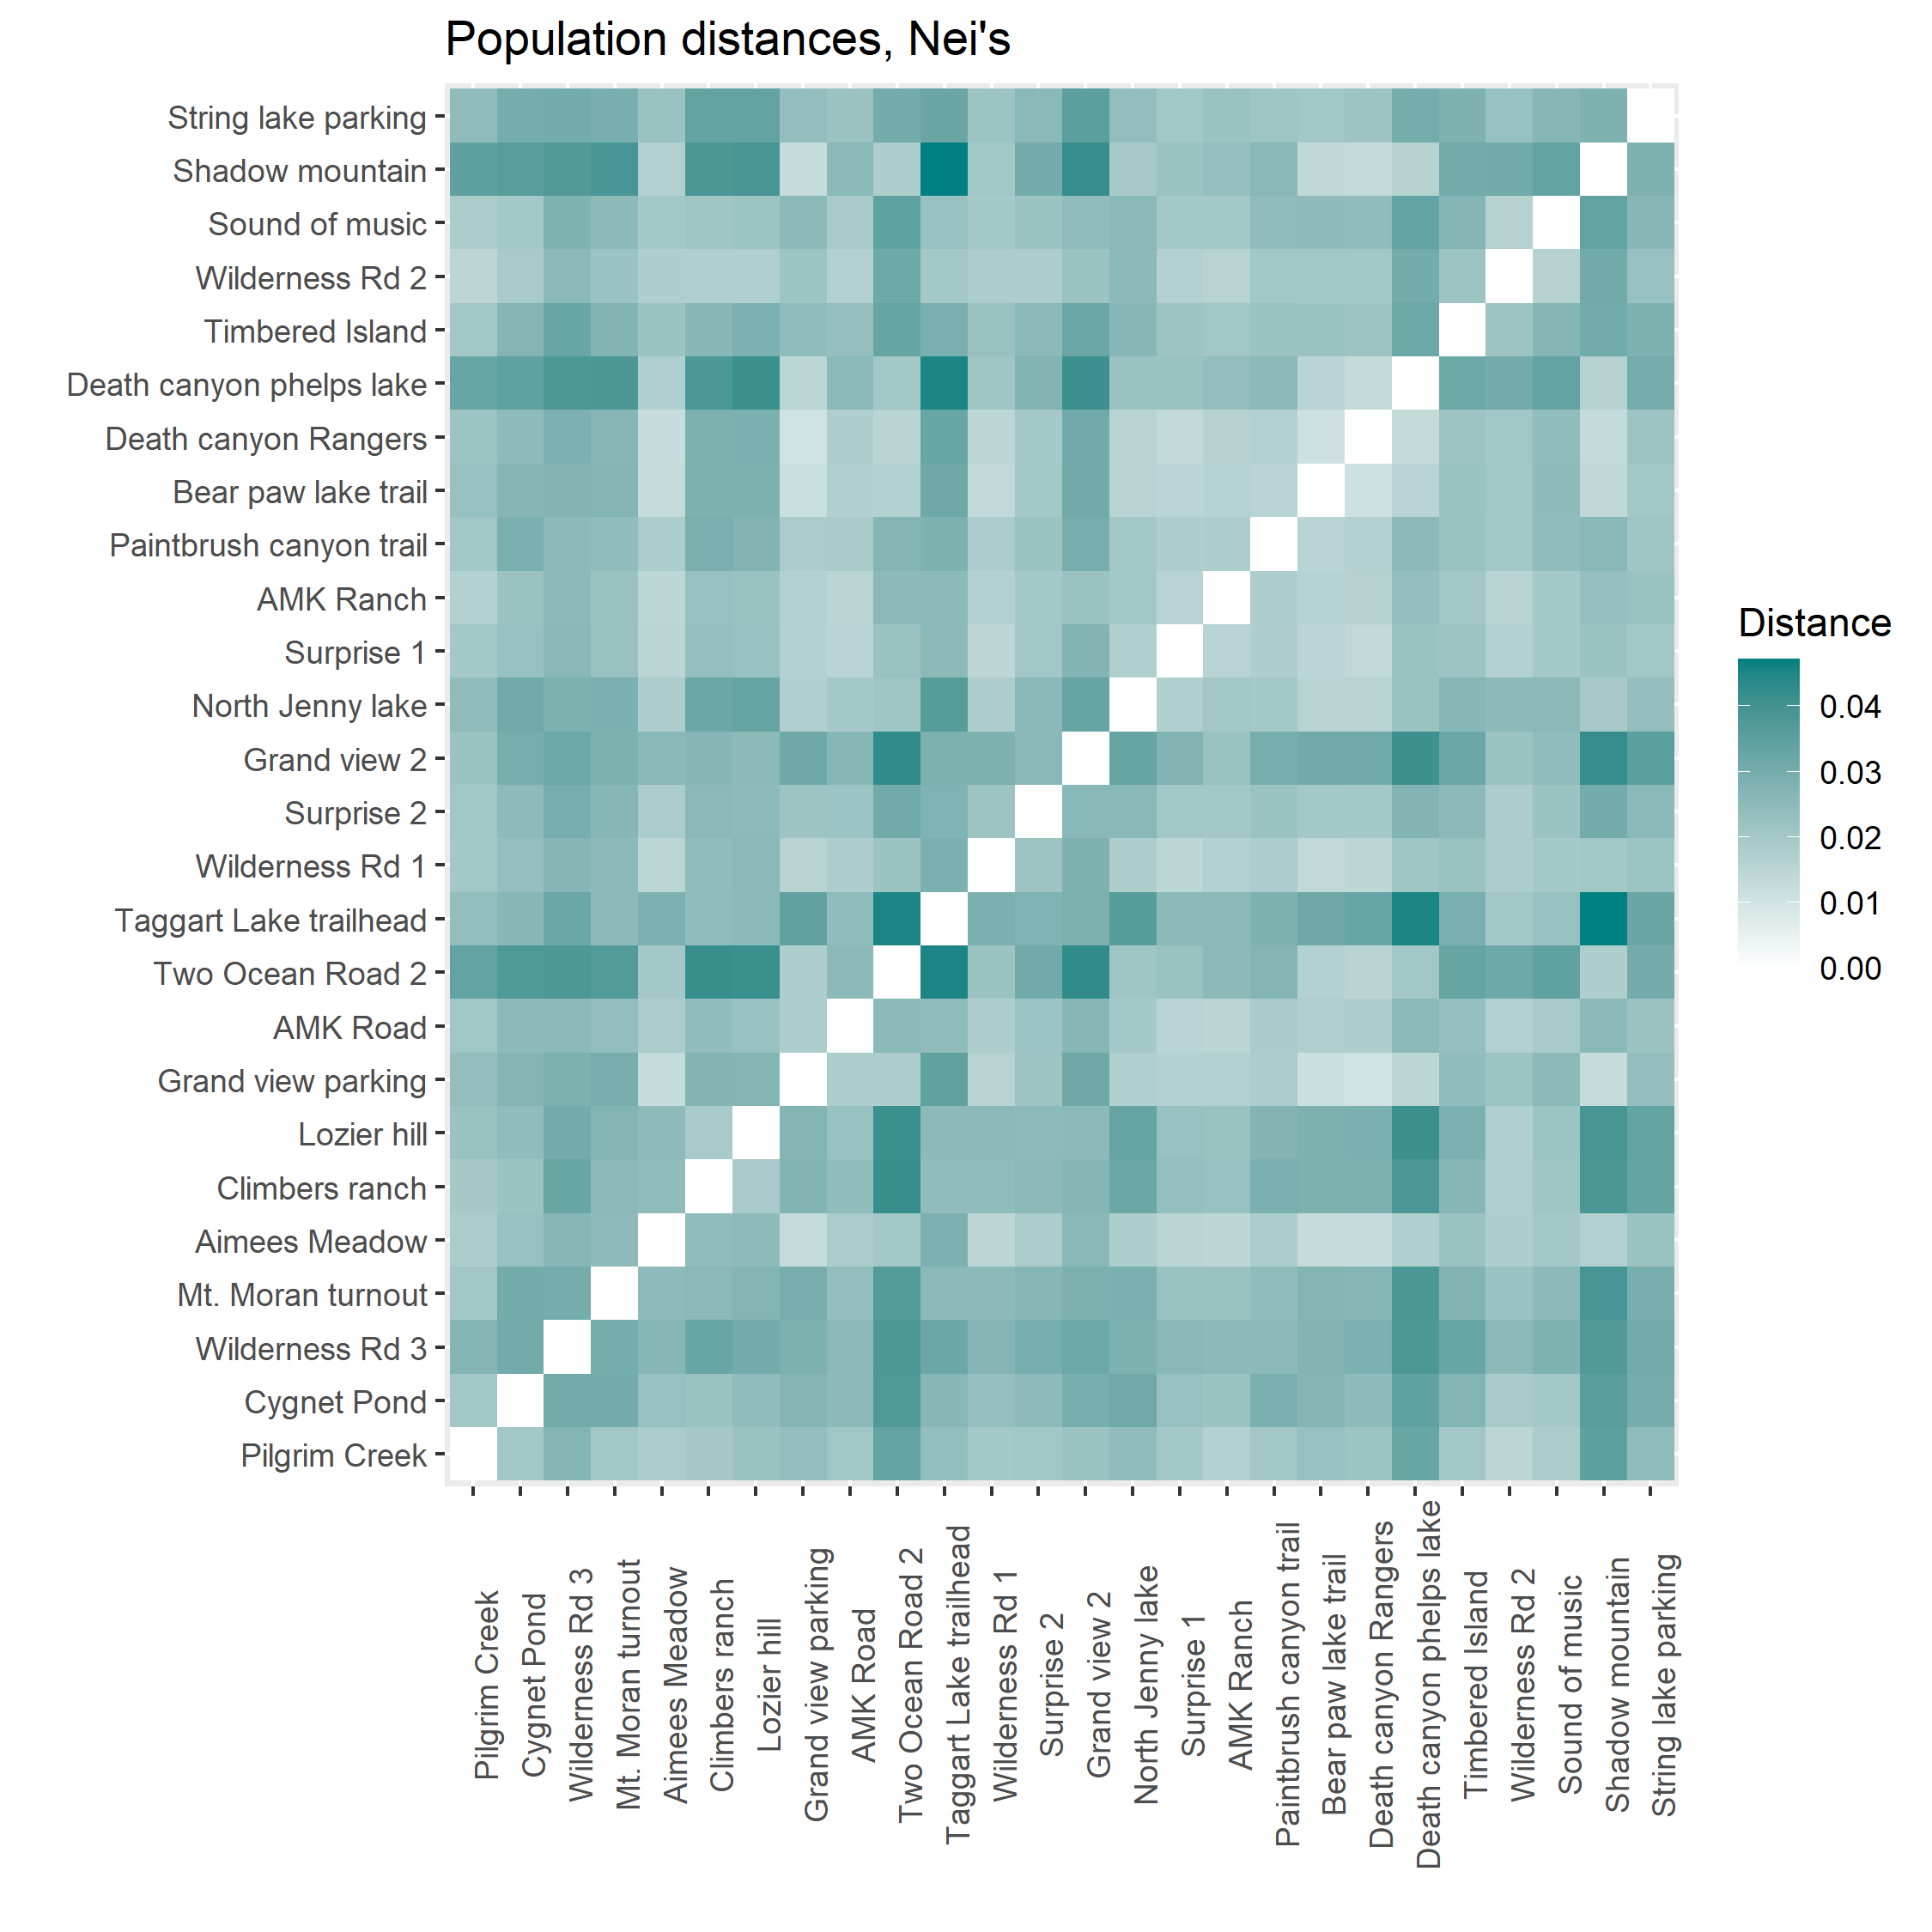 Population distances, Nei's
String lake parking
Shadow mountain
Sound of music
Wilderness Rd 2
Timbered Island
Death canyon phelps lake
Death canyon Rangers
Bear paw lake trail
Paintbrush canyon trail
AMK Ranch
Surprise 1
North Jenny lake
Grand view 2
Surprise 2
Wilderness Rd 1
Taggart Lake trailhead
Two Ocean Road 2
AMK Road
Grand view parking
Lozier hill
Climbers ranch
Aimees Meadow
Mt. Moran turnout
Wilderness Rd 3
Cygnet Pond
Pilgrim Creek
Pilgrim Creek
Cygnet Pond
Wilderness Rd 3
Mt. Moran turnout
Aimees Meadow
Climbers ranch
Lozier hill
Grand view parking
AMK Road
Two Ocean Road 2
Taggart Lake trailhead
Wilderness Rd 1
Surprise 2
Grand view 2
North Jenny lake
Surprise 1
AMK Ranch
Paintbrush canyon trail
Bear paw lake trail
Death canyon Rangers
Death canyon phelps lake
Timbered Island
Wilderness Rd 2
Sound of music
Shadow mountain
String lake parking
Distance
0.04
0.03
0.02
0.01
0.00